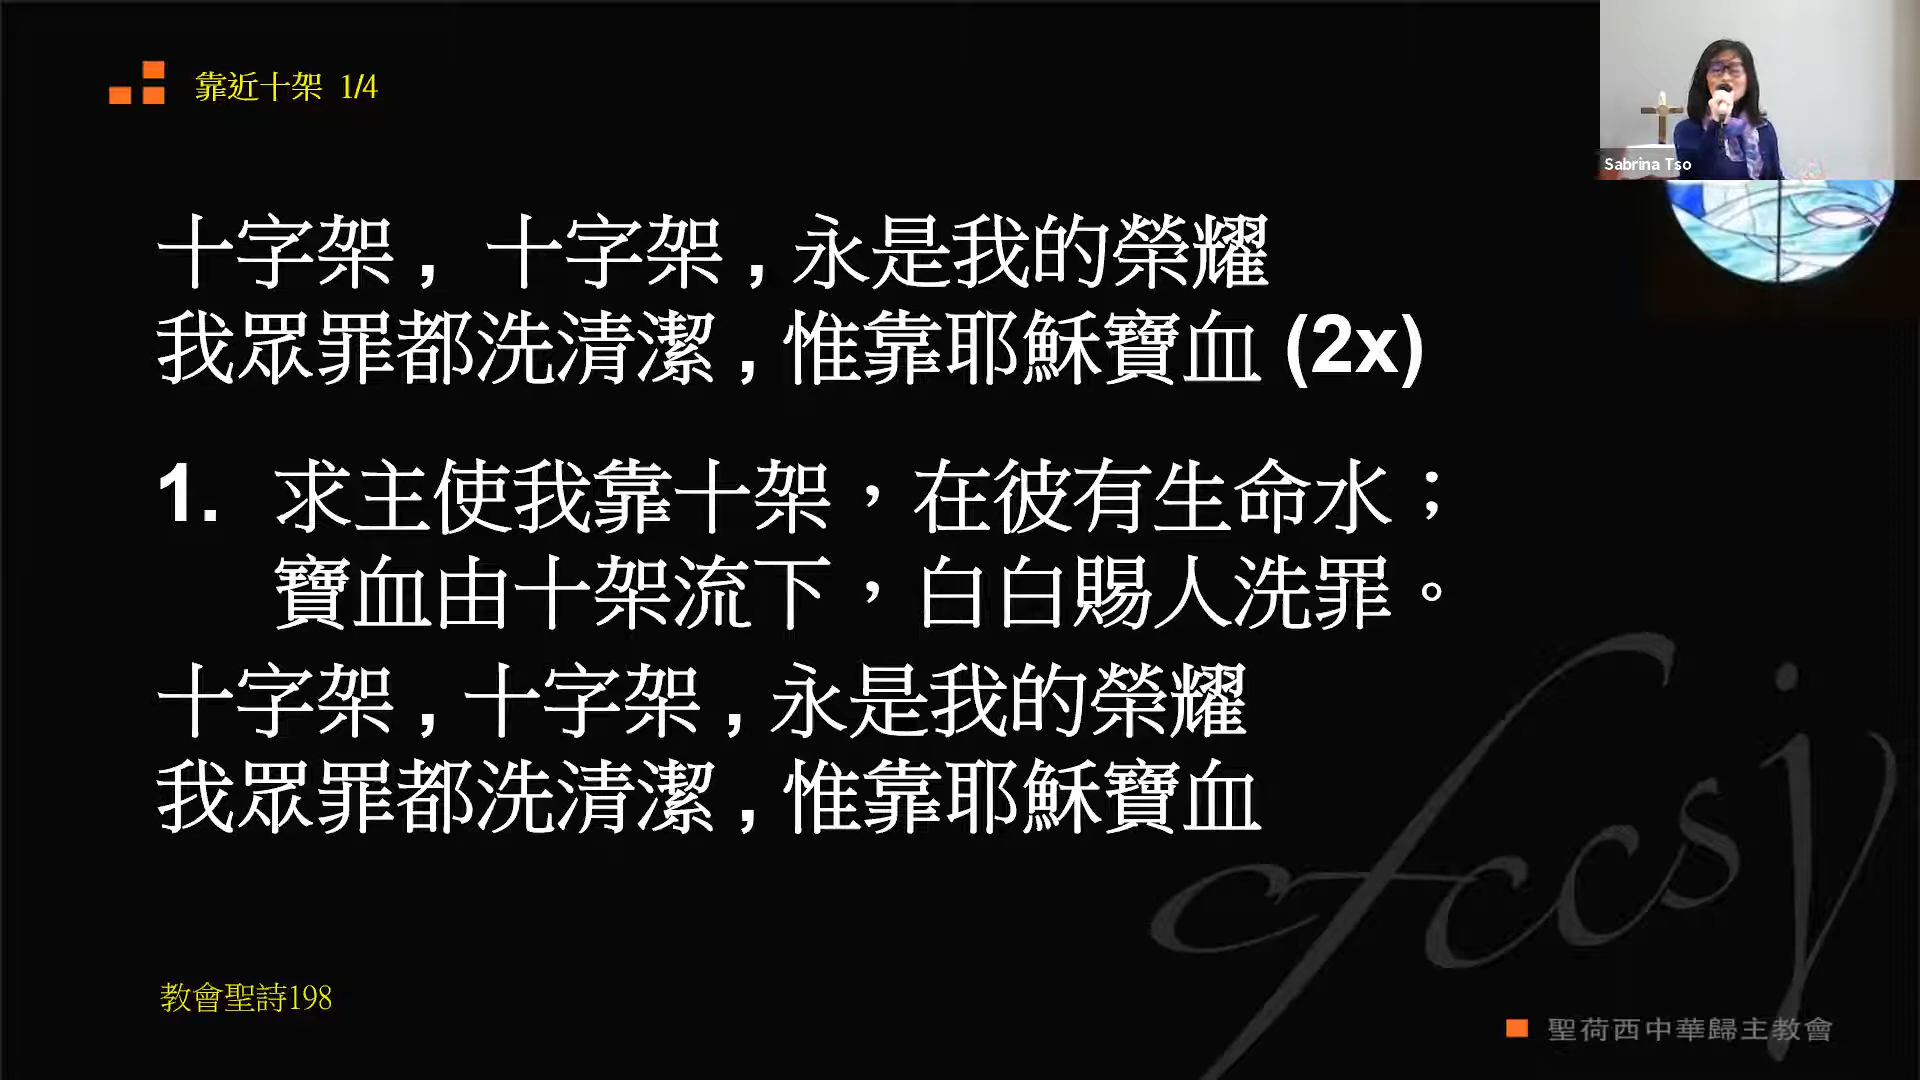 靠近十架 1/4
Sabrina Tso
十字架, 十字架, 永是我的榮耀
我眾罪都洗清潔, 惟靠耶穌寶血 (2x)
1. 求主使我靠十架，在彼有生命水；
寶血由十架流下，白白賜人洗罪。
十字架, 十字架, 永是我的榮耀
我眾罪都洗清潔, 惟靠耶穌寶血
cfccsj
教會聖詩198
聖荷西中華歸主教會